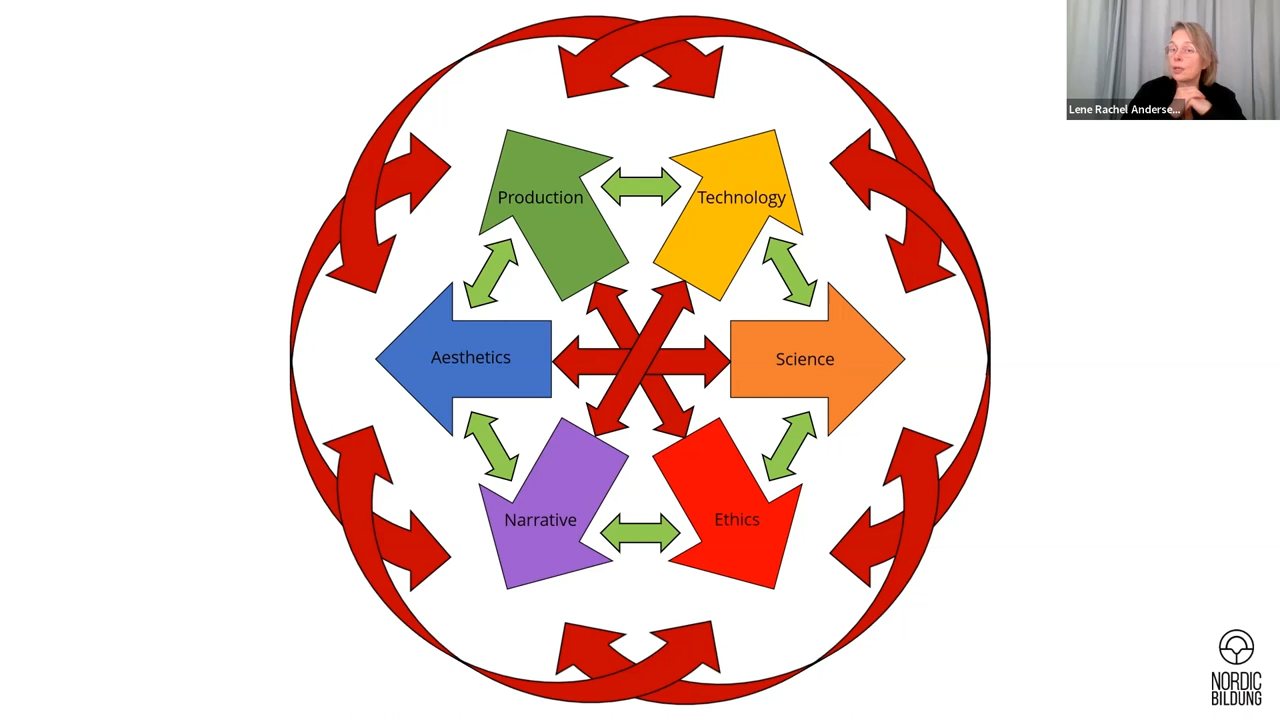 Lene Rachel Anderse...
Production
Technology
Aesthetics
Science
Narrative
Ethics
NORDIC
BILDUNG